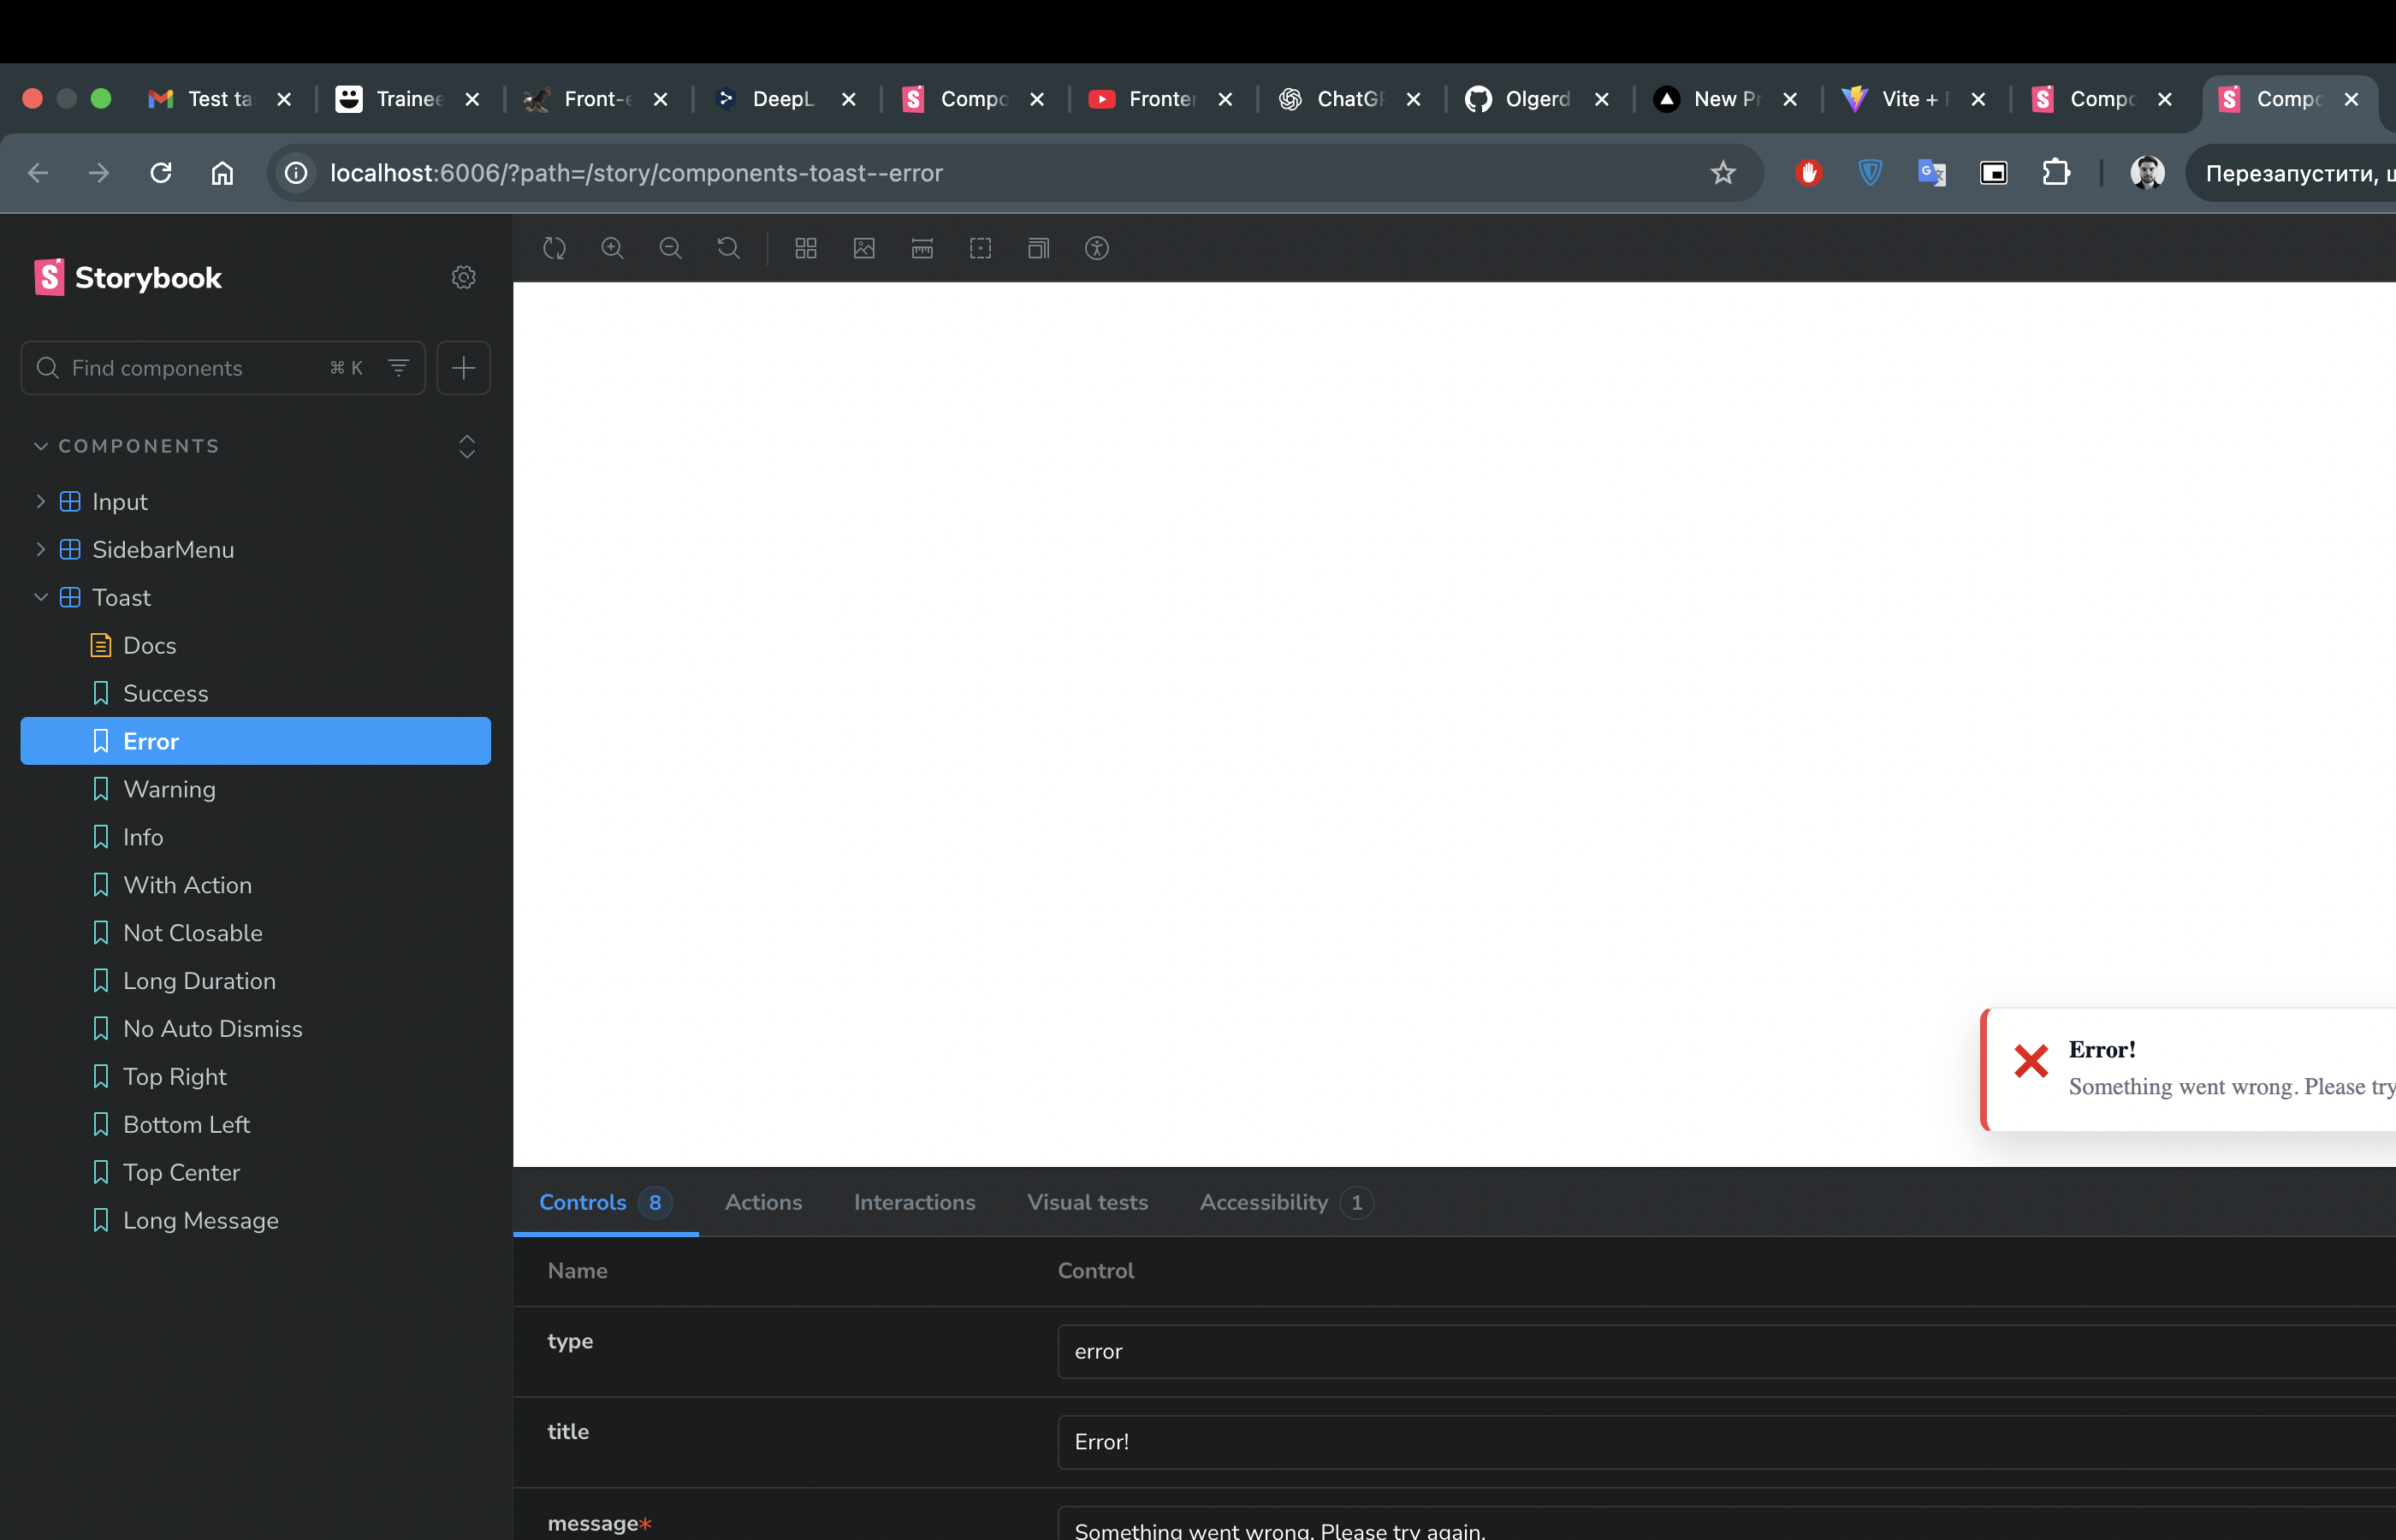 Test ta
Trainee
Front-e
DeepL
Compo
Fronter
ChatGP
Olgerd
New Pr
Vite +
Compo
Compo
localhost:6006/?path=/story/components-toast--error
Перезапустити, щ
Storybook
Find components ⌘ K
COMPONENTS
Input
SidebarMenu
Toast
Docs
Success
Error
Warning
Info
With Action
Not Closable
Long Duration
No Auto Dismiss
Top Right
Bottom Left
Top Center
Long Message
Error!
Something went wrong. Please try
Controls 8 Actions Interactions Visual tests Accessibility 1
Name Control
type error
title Error!
message* Something went wrong. Please try again.